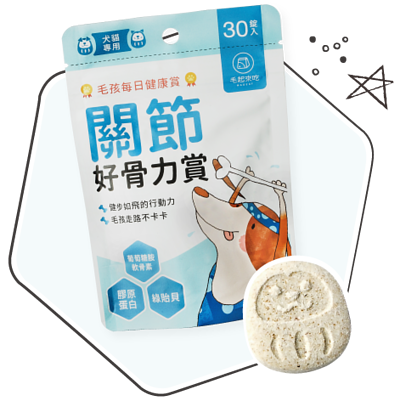 犬貓
專用
30錠入
毛起來吃
毛孩每日健康賞
關節
好骨力賞
健步如飛的行動力
毛孩走路不卡卡
葡萄糖胺
軟骨素
膠原
蛋白
綠貽貝